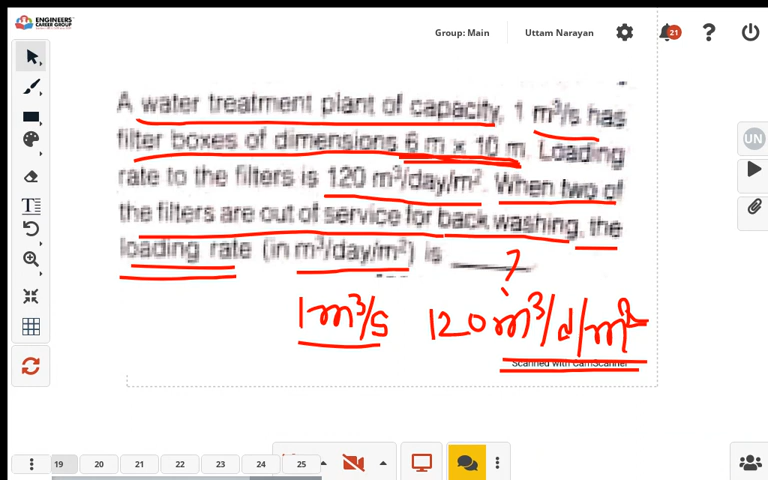 ENGINEERS
CAREER GROUP
Group: Main
Uttam Narayan
21
?
A water treatment plant of capacity, 1 m³/s has
filter boxes of dimensions 6 m x 10 m. Loading
rate to the filters is 120 m³/day/m². When two of
the filters are out of service for back washing, the
loading rate (in m³/day/m²) is ____
?
1m³/s 120 m³/d/m²
Scanned with CamScanner
UN
T
19 20 21 22 23 24 25